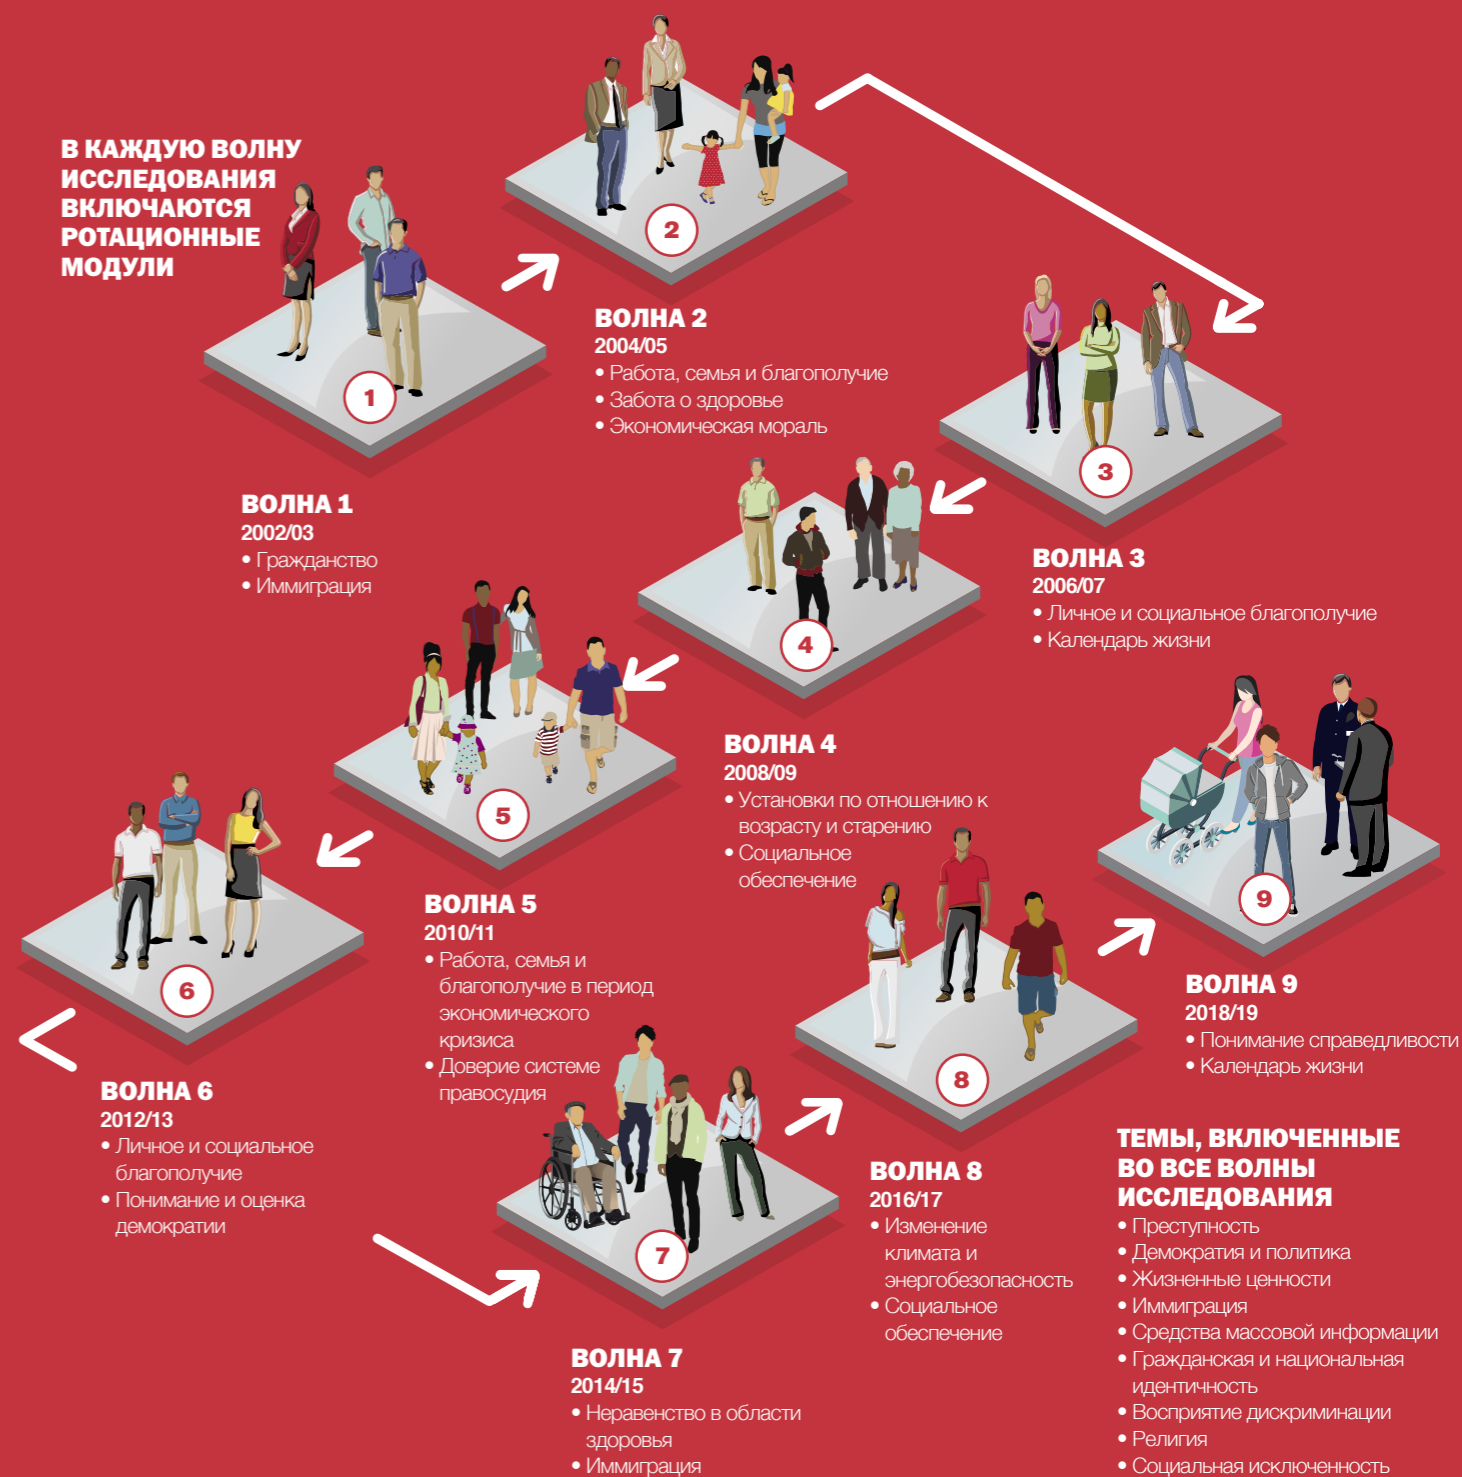 В КАЖДУЮ ВОЛНУ
ИССЛЕДОВАНИЯ
ВКЛЮЧАЮТСЯ
РОТАЦИОННЫЕ
МОДУЛИ
1
ВОЛНА 1
2002/03
• Гражданство
• Иммиграция
2
ВОЛНА 2
2004/05
• Работа, семья и благополучие
• Забота о здоровье
• Экономическая мораль
3
ВОЛНА 3
2006/07
• Личное и социальное благополучие
• Календарь жизни
4
ВОЛНА 4
2008/09
• Установки по отношению к
возрасту и старению
• Социальное
обеспечение
5
ВОЛНА 5
2010/11
• Работа, семья и
благополучие в период
экономического
кризиса
• Доверие системе
правосудия
6
ВОЛНА 6
2012/13
• Личное и социальное
благополучие
• Понимание и оценка
демократии
7
ВОЛНА 7
2014/15
• Неравенство в области
здоровья
• Иммиграция
8
ВОЛНА 8
2016/17
• Изменение
климата и
энергобезопасность
• Социальное
обеспечение
9
ВОЛНА 9
2018/19
• Понимание справедливости
• Календарь жизни
ТЕМЫ, ВКЛЮЧЕННЫЕ
ВО ВСЕ ВОЛНЫ
ИССЛЕДОВАНИЯ
• Преступность
• Демократия и политика
• Жизненные ценности
• Иммиграция
• Средства массовой информации
• Гражданская и национальная
идентичность
• Восприятие дискриминации
• Религия
• Социальная исключенность